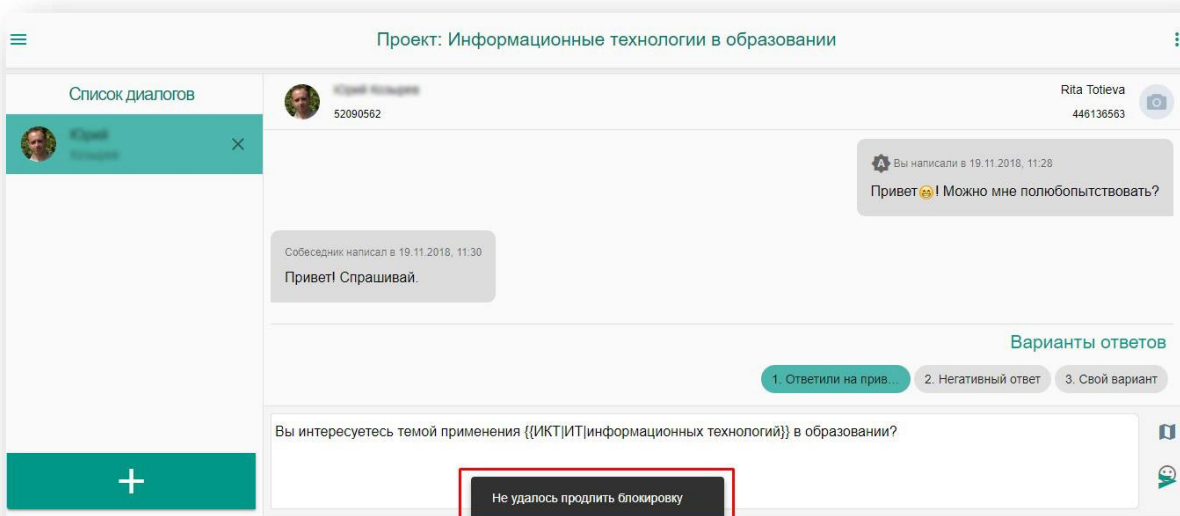 Проект: Информационные технологии в образовании
Список диалогов
52090562
Rita Totieva
446136563
Вы написали в 19.11.2018, 11:28
Привет😁! Можно мне полюбопытствовать?
Собеседник написал в 19.11.2018, 11:30
Привет! Спрашивай.
Варианты ответов
1. Ответили на прив...
2. Негативный ответ
3. Свой вариант
Вы интересуетесь темой применения {{ИКТ|ИТ|информационных технологий}} в образовании?
Не удалось продлить блокировку